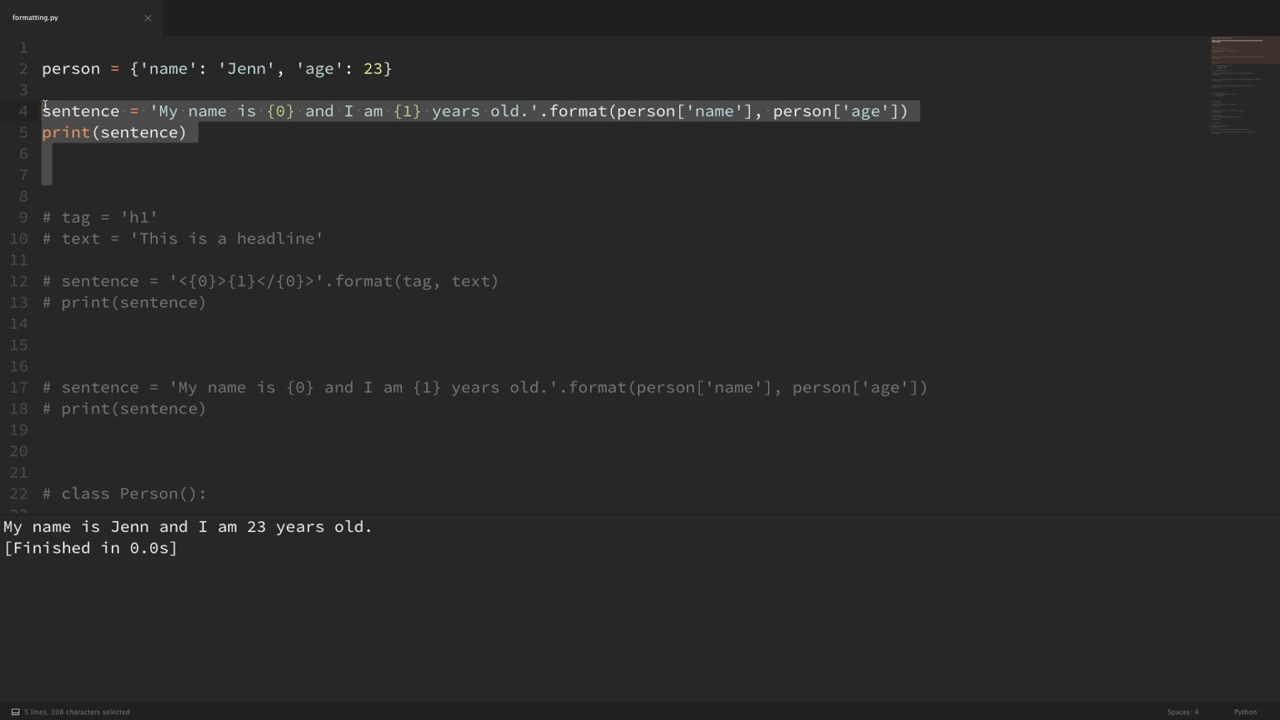 formatting.py ×
1
2 person = {'name': 'Jenn', 'age': 23}
3
4 sentence = 'My name is {0} and I am {1} years old.'.format(person['name'], person['age'])
5 print(sentence)
6
7
8
9 # tag = 'h1'
10 # text = 'This is a headline'
11
12 # sentence = '<{0}>{1}</{0}>'.format(tag, text)
13 # print(sentence)
14
15
16
17 # sentence = 'My name is {0} and I am {1} years old.'.format(person['name'], person['age'])
18 # print(sentence)
19
20
21
22 # class Person():
My name is Jenn and I am 23 years old.
[Finished in 0.0s]
5 lines, 108 characters selected
Spaces: 4
Python